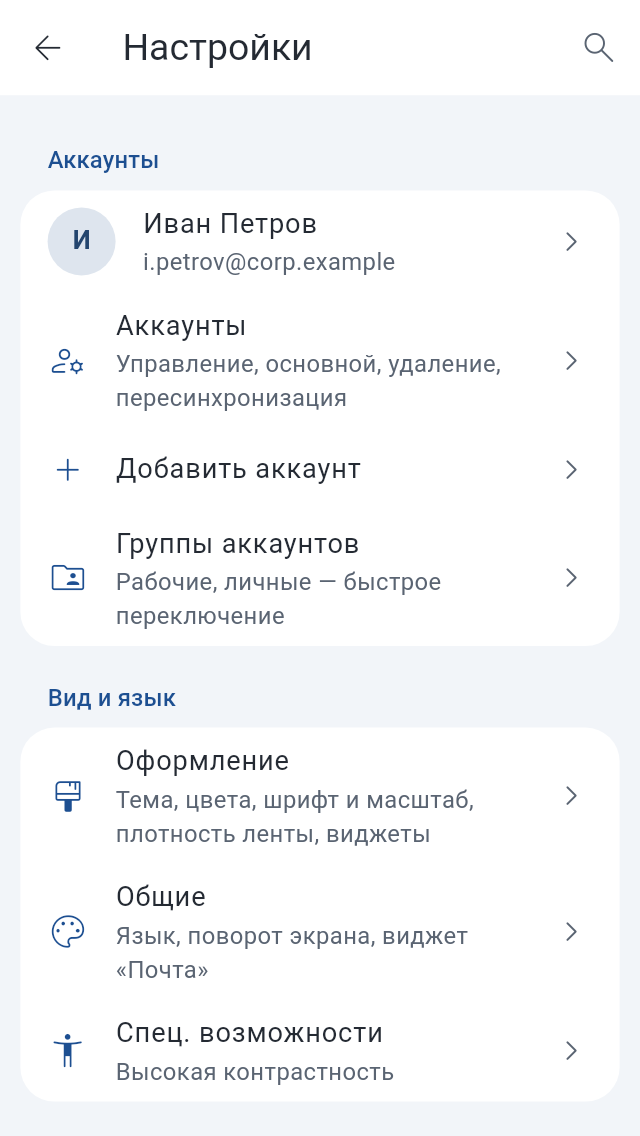 Настройки
Аккаунты
И
Иван Петров
i.petrov@corp.example
Аккаунты
Управление, основной, удаление,
пересинхронизация
Добавить аккаунт
Группы аккаунтов
Рабочие, личные — быстрое
переключение
Вид и язык
Оформление
Тема, цвета, шрифт и масштаб,
плотность ленты, виджеты
Общие
Язык, поворот экрана, виджет
«Почта»
Спец. возможности
Высокая контрастность